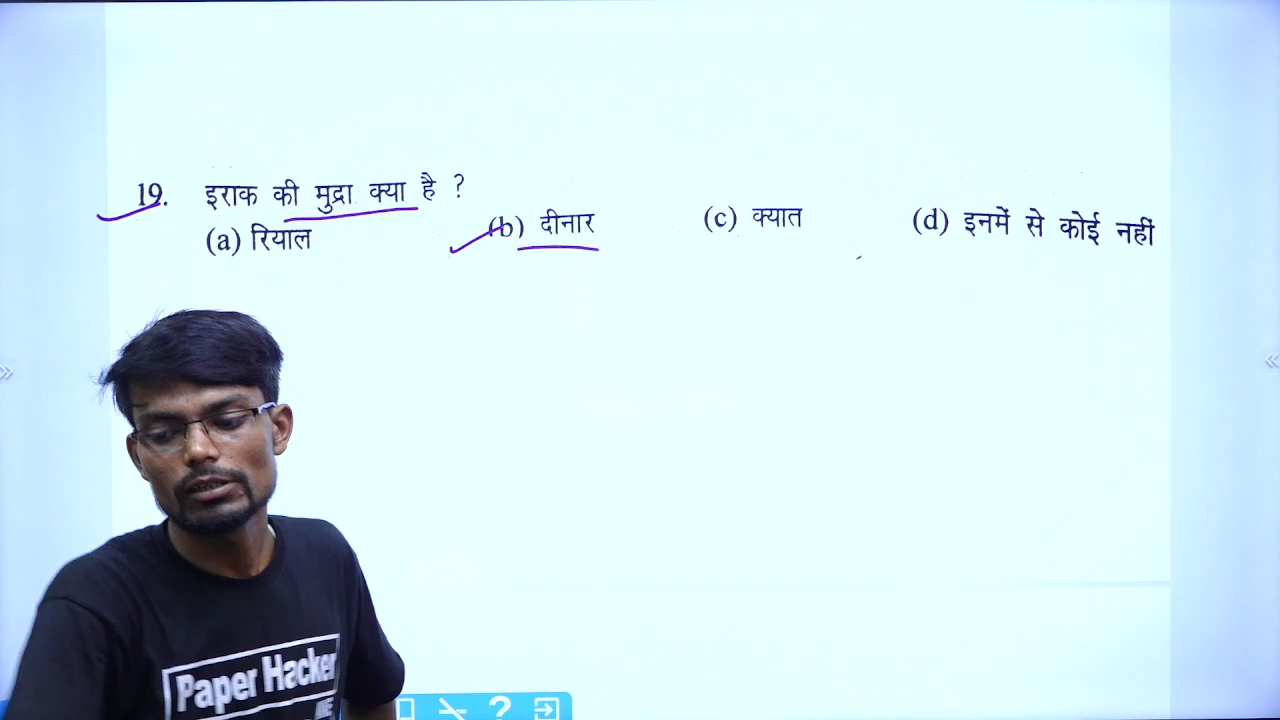 19. इराक की मुद्रा क्या है ?
(a) रियाल (b) दीनार (c) क्यात (d) इनमें से कोई नहीं
Paper Hacker
?